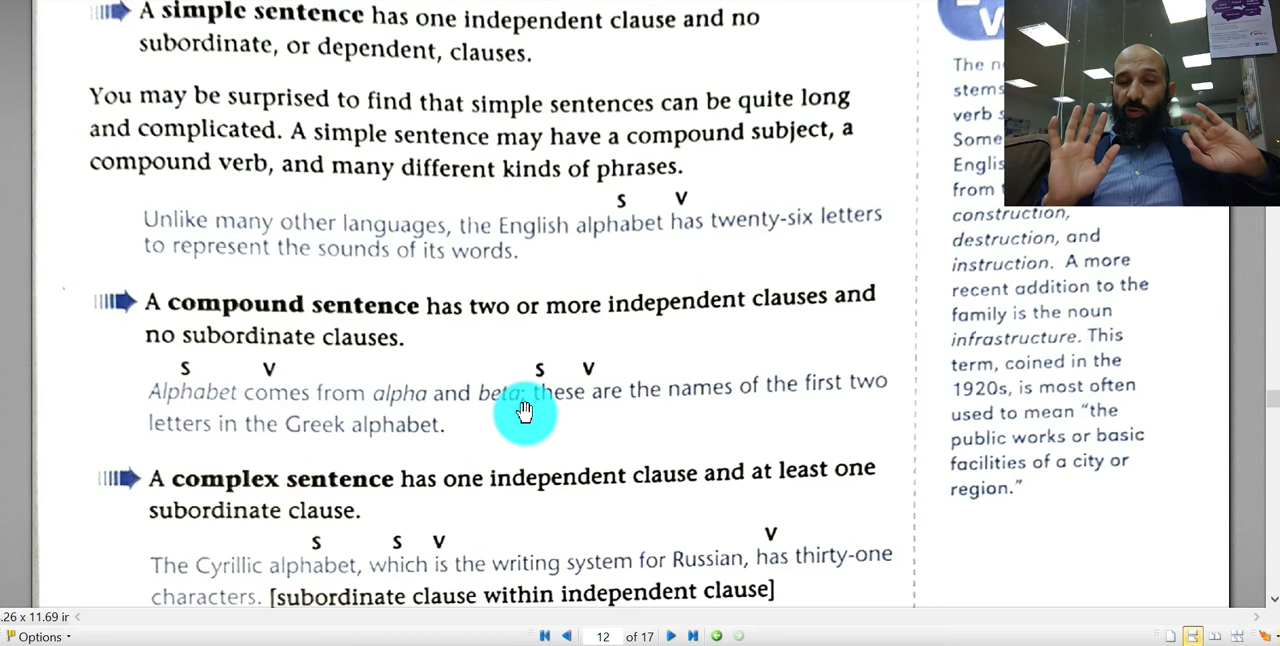 A simple sentence has one independent clause and no
subordinate, or dependent, clauses.
You may be surprised to find that simple sentences can be quite long
and complicated. A simple sentence may have a compound subject, a
compound verb, and many different kinds of phrases.
S V
Unlike many other languages, the English alphabet has twenty-six letters
to represent the sounds of its words.
A compound sentence has two or more independent clauses and
no subordinate clauses.
S V S V
Alphabet comes from alpha and beta; these are the names of the first two
letters in the Greek alphabet.
A complex sentence has one independent clause and at least one
subordinate clause.
S S V V
The Cyrillic alphabet, which is the writing system for Russian, has thirty-one
characters. [subordinate clause within independent clause]
V
The
stems
verb
Some
Englis
from
construction,
destruction, and
instruction. A more
recent addition to the
family is the noun
infrastructure. This
term, coined in the
1920s, is most often
used to mean "the
public works or basic
facilities of a city or
region."
.26 x 11.69 ir
Options
12 of 17